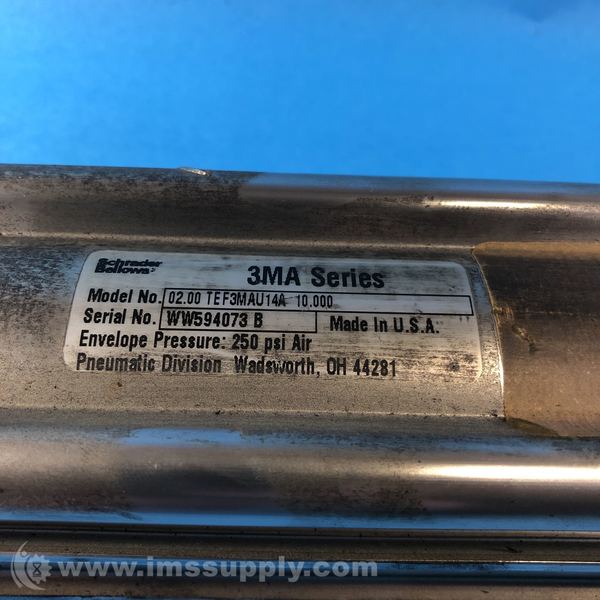 Schrader
Bellows
3MA Series
Model No. 02.00 TEF3MAU14A 10.000
Serial No. WW594073 B Made In U.S.A.
Envelope Pressure: 250 psi Air
Pneumatic Division Wadsworth, OH 44281
www.imssupply.com